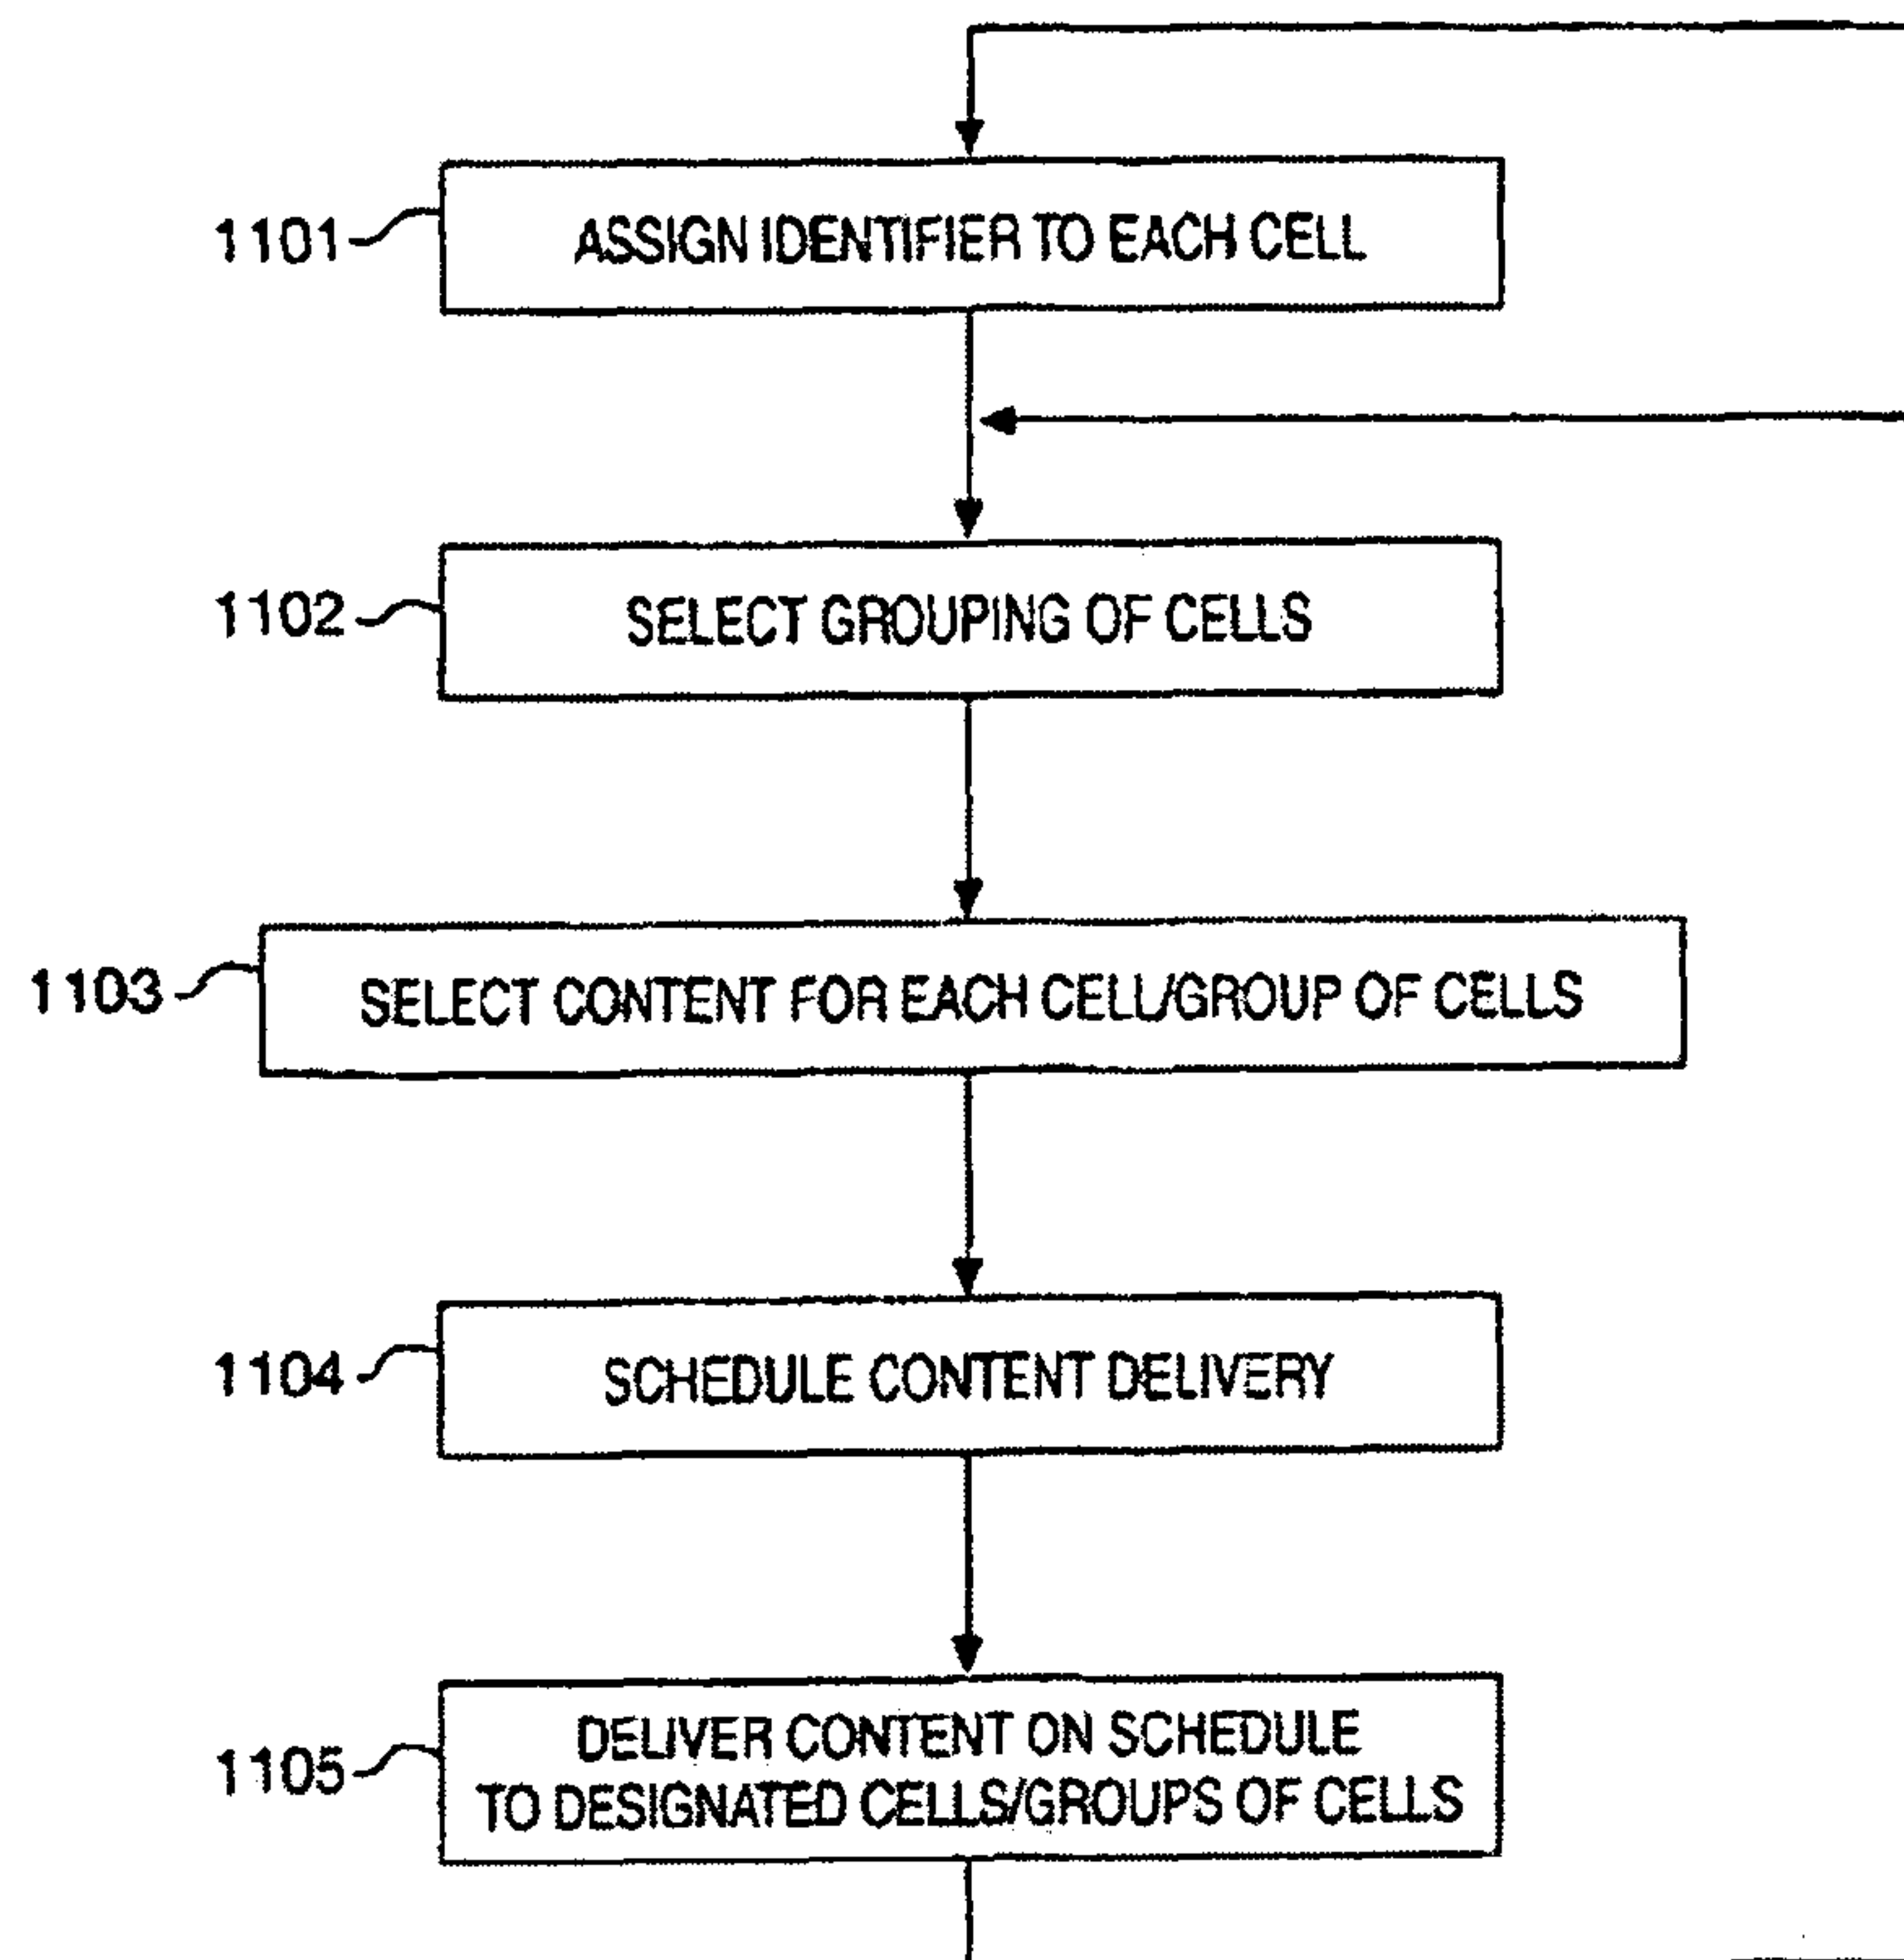 1101 ASSIGN IDENTIFIER TO EACH CELL
1102 SELECT GROUPING OF CELLS
1103 SELECT CONTENT FOR EACH CELL/GROUP OF CELLS
1104 SCHEDULE CONTENT DELIVERY
1105 DELIVER CONTENT ON SCHEDULE
TO DESIGNATED CELLS/GROUPS OF CELLS